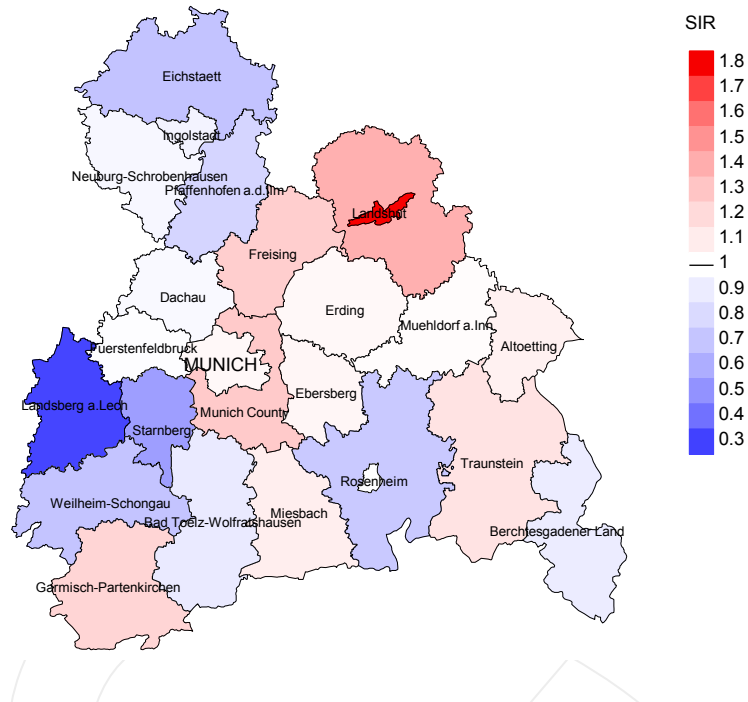 SIR
1.8
1.7
1.6
1.5
1.4
1.3
1.2
1.1
1
0.9
0.8
0.7
0.6
0.5
0.4
0.3
Eichstaett
Ingolstadt
Neuburg-Schrobenhausen
Pfaffenhofen a.d.Ilm
Landshut
Freising
Dachau
Erding
Muehldorf a.Inn
Altoetting
Fuerstenfeldbruck
MUNICH
Ebersberg
Landsberg a.Lech
Munich County
Starnberg
Traunstein
Rosenheim
Weilheim-Schongau
Miesbach
Bad Toelz-Wolfratshausen
Berchtesgadener Land
Garmisch-Partenkirchen